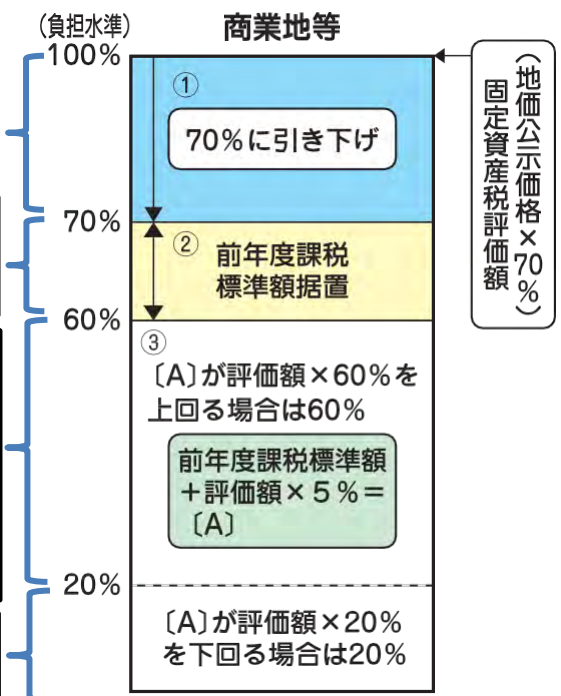 （負担水準）
商業地等
100%
①
70%に引き下げ
70%
②
前年度課税
標準額据置
60%
③
〔A〕が評価額×60%を
上回る場合は60%
前年度課税標準額
＋評価額×５%＝
〔A〕
20%
〔A〕が評価額×20%
を下回る場合は20%
（地価公示価格×70%）
固定資産税評価額